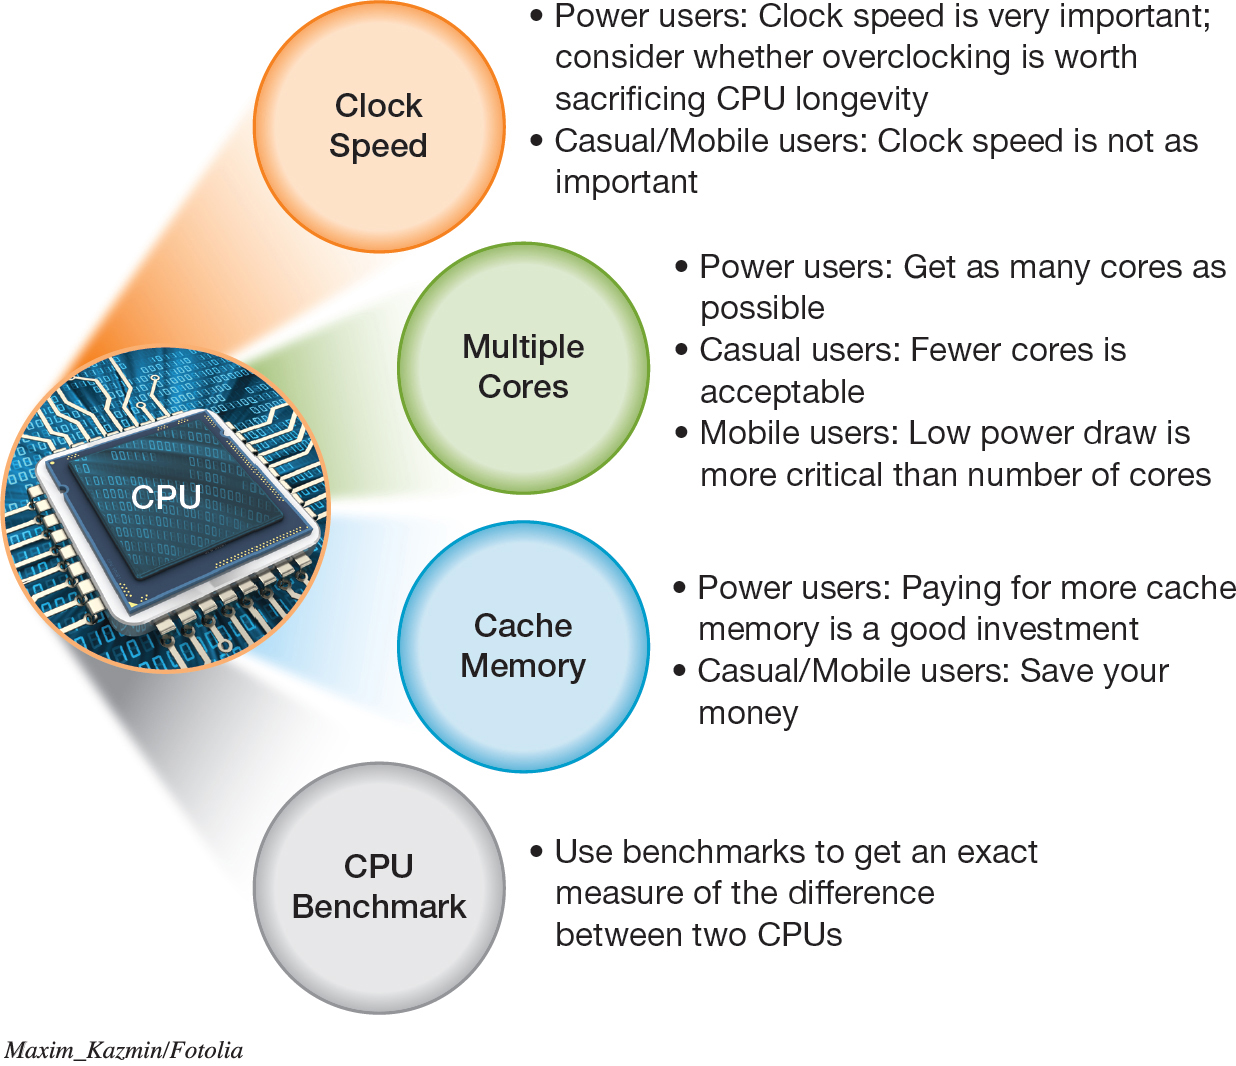 Clock
Speed
• Power users: Clock speed is very important;
consider whether overclocking is worth
sacrificing CPU longevity
• Casual/Mobile users: Clock speed is not as
important
Multiple
Cores
• Power users: Get as many cores as
possible
• Casual users: Fewer cores is
acceptable
• Mobile users: Low power draw is
more critical than number of cores
CPU
Cache
Memory
• Power users: Paying for more cache
memory is a good investment
• Casual/Mobile users: Save your
money
CPU
Benchmark
• Use benchmarks to get an exact
measure of the difference
between two CPUs
Maxim_Kazmin/Fotolia